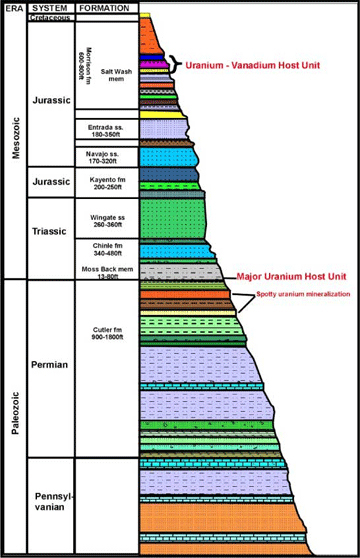 ERA
SYSTEM
FORMATION
Cretaceous
Mesozoic
Jurassic
Morrison fm
600-800ft
Salt Wash
mem
Uranium - Vanadium Host Unit
Entrada ss.
180-350ft
Navajo ss.
170-320ft
Jurassic
Kayento fm
200-250ft
Triassic
Wingate ss
260-360ft
Chinle fm
340-480ft
Moss Back mem
13-80ft
Major Uranium Host Unit
Spotty uranium mineralization
Paleozoic
Permian
Cutler fm
900-1800ft
Pennsyl-
vanian